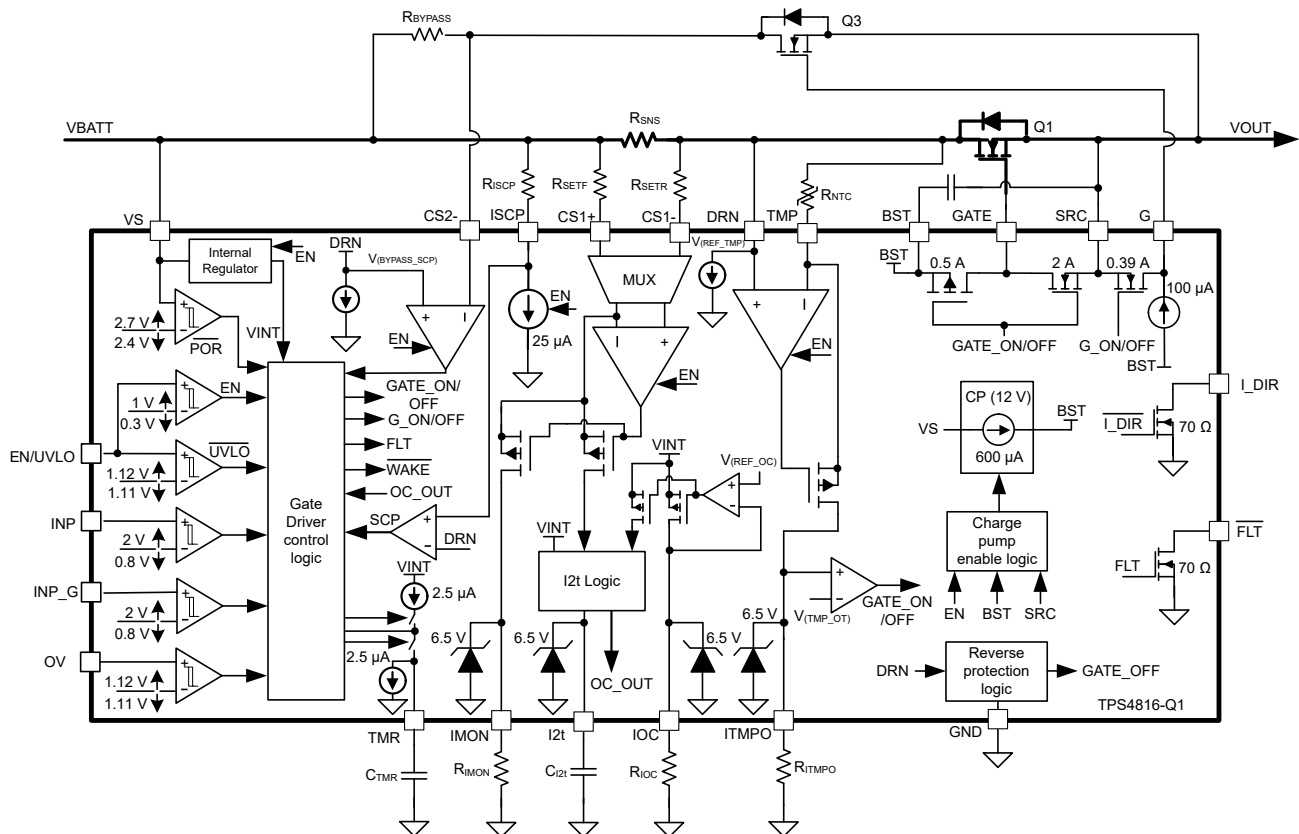 RBYPASS
Q3
VBATT
RSNS
Q1
VOUT
RISCP
RSETF
RSETR
RNTC
VS
CS2-
ISCP
CS1+
CS1-
DRN
TMP
BST
GATE
SRC
G
Internal
Regulator
EN
DRN
V(BYPASS_SCP)
MUX
V(REF_TMP)
BST
0.5 A
2 A
0.39 A
100 µA
2.7 V
2.4 V
+
−
POR
VINT
+
−
EN
EN
25 µA
−
+
+
−
EN
EN
GATE_ON/OFF
G_ON/OFF
BST
1 V
0.3 V
+
−
EN
GATE_ON/
OFF
G_ON/OFF
FLT
WAKE
OC_OUT
CP (12 V)
VS
600 µA
BST
I_DIR
70 Ω
I_DIR
EN/UVLO
1.12 V
1.11 V
+
−
UVLO
Gate
Driver
control
logic
VINT
V(REF_OC)
+
−
INP
2 V
0.8 V
+
−
SCP
+
−
DRN
VINT
I2t Logic
Charge
pump
enable logic
EN
BST
SRC
FLT
70 Ω
FLT
INP_G
2 V
0.8 V
+
−
VINT
2.5 µA
+
−
V(TMP_OT)
GATE_ON
/OFF
OV
1.12 V
1.11 V
+
−
2.5 µA
6.5 V
6.5 V
OC_OUT
6.5 V
6.5 V
DRN
Reverse
protection
logic
GATE_OFF
TPS4816-Q1
TMR
IMON
I2t
IOC
ITMPO
GND
CTMR
RIMON
CI2t
RIOC
RITMPO